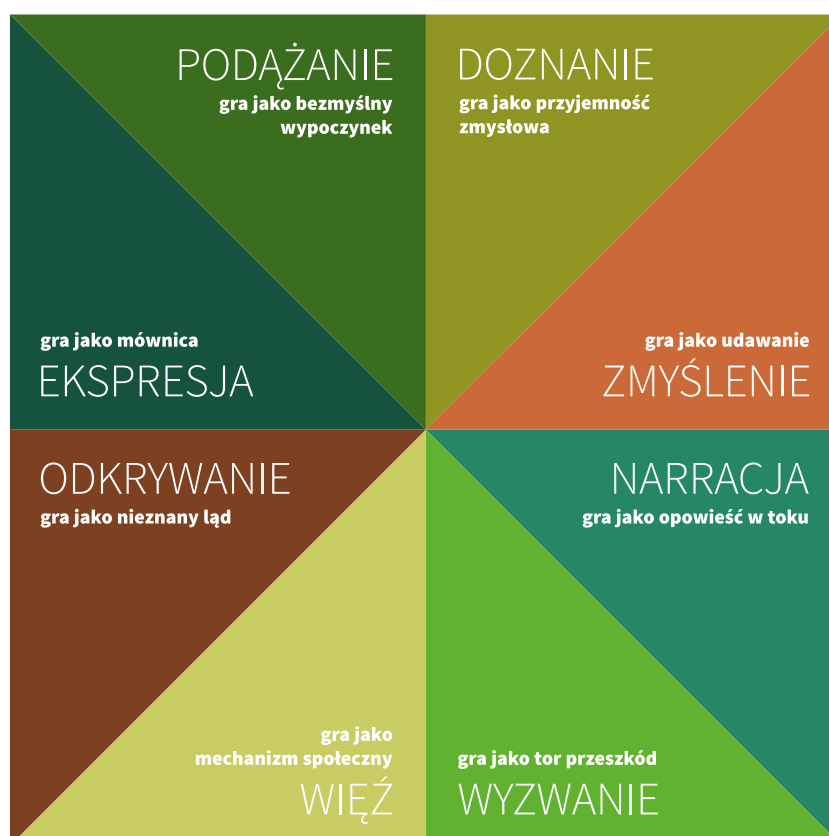 PODĄŻANIE
gra jako bezmyślny
wypoczynek
DOZNANIE
gra jako przyjemność
zmysłowa
gra jako mównica
EKSPRESJA
gra jako udawanie
ZMYŚLENIE
ODKRYWANIE
gra jako nieznany ląd
NARRACJA
gra jako opowieść w toku
gra jako
mechanizm społeczny
WIĘŹ
gra jako tor przeszkód
WYZWANIE